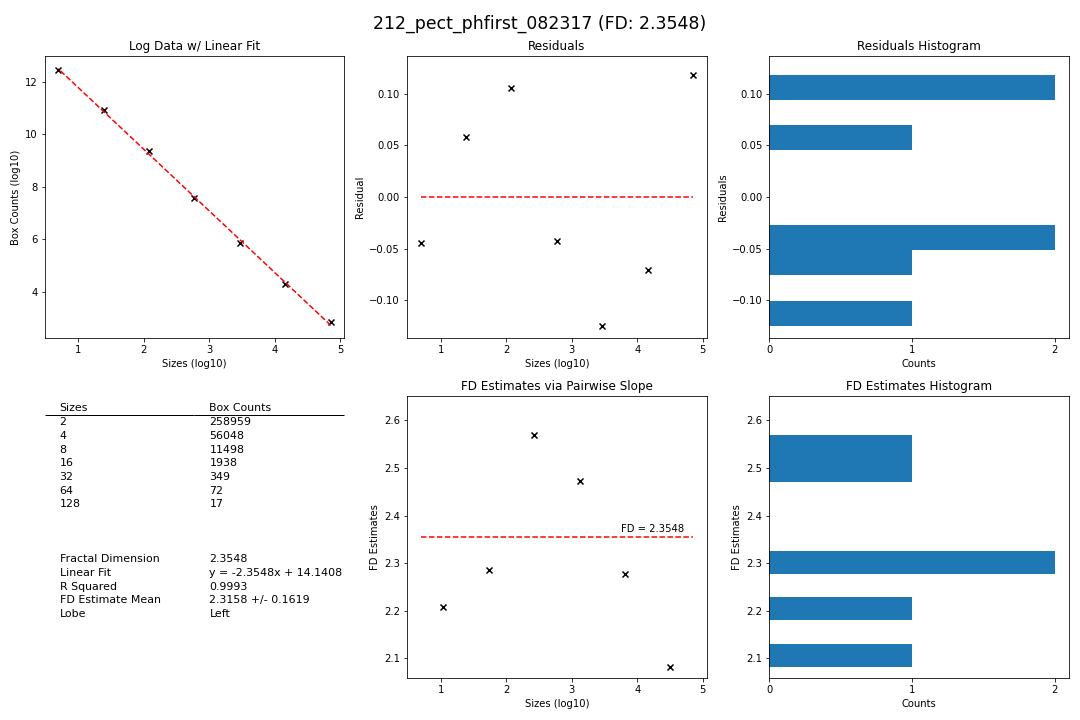 212_pect_phfirst_082317 (FD: 2.3548)
Log Data w/ Linear Fit
Box Counts (log10)
12
10
8
6
4
1 2 3 4 5
Sizes (log10)
Residuals
Residual
0.10
0.05
0.00
−0.05
−0.10
1 2 3 4 5
Sizes (log10)
Residuals Histogram
Residuals
0.10
0.05
0.00
−0.05
−0.10
0 1 2
Counts
Sizes Box Counts
2 258959
4 56048
8 11498
16 1938
32 349
64 72
128 17
Fractal Dimension 2.3548
Linear Fit y = -2.3548x + 14.1408
R Squared 0.9993
FD Estimate Mean 2.3158 +/- 0.1619
Lobe Left
FD Estimates via Pairwise Slope
FD Estimates
2.6
2.5
2.4
2.3
2.2
2.1
FD = 2.3548
1 2 3 4 5
Sizes (log10)
FD Estimates Histogram
FD Estimates
2.6
2.5
2.4
2.3
2.2
2.1
0 1 2
Counts